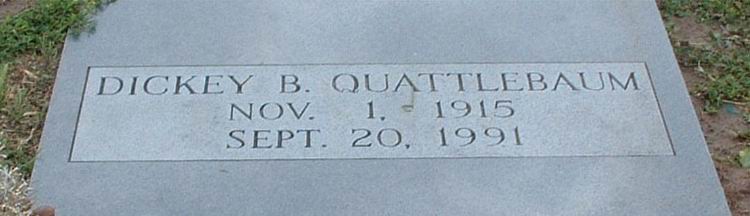 DICKEY B. QUATTLEBAUM
NOV. 1, 1915
SEPT. 20, 1991